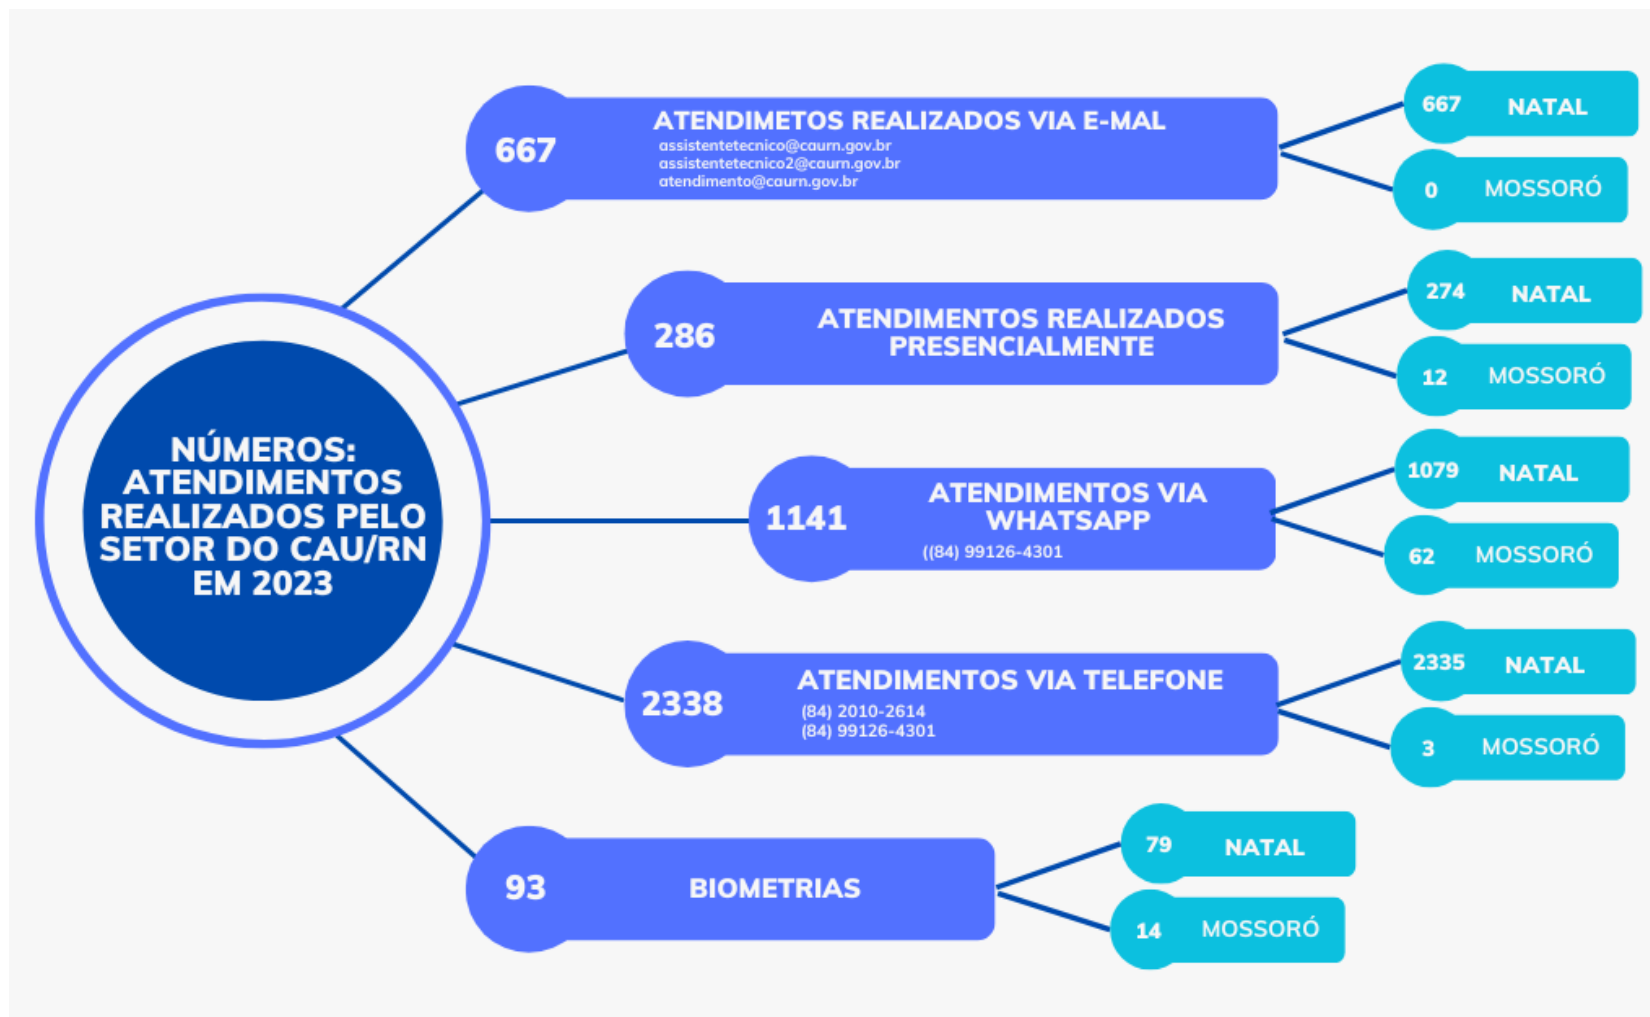 NÚMEROS:
ATENDIMENTOS
REALIZADOS PELO
SETOR DO CAU/RN
EM 2023
667
ATENDIMETOS REALIZADOS VIA E-MAL
assistentetecnico@caurn.gov.br
assistentetecnico2@caurn.gov.br
atendimento@caurn.gov.br
667 NATAL
0 MOSSORÓ
286
ATENDIMENTOS REALIZADOS
PRESENCIALMENTE
274 NATAL
12 MOSSORÓ
1141
ATENDIMENTOS VIA
WHATSAPP
((84) 99126-4301
1079 NATAL
62 MOSSORÓ
2338
ATENDIMENTOS VIA TELEFONE
(84) 2010-2614
(84) 99126-4301
2335 NATAL
3 MOSSORÓ
93
BIOMETRIAS
79 NATAL
14 MOSSORÓ